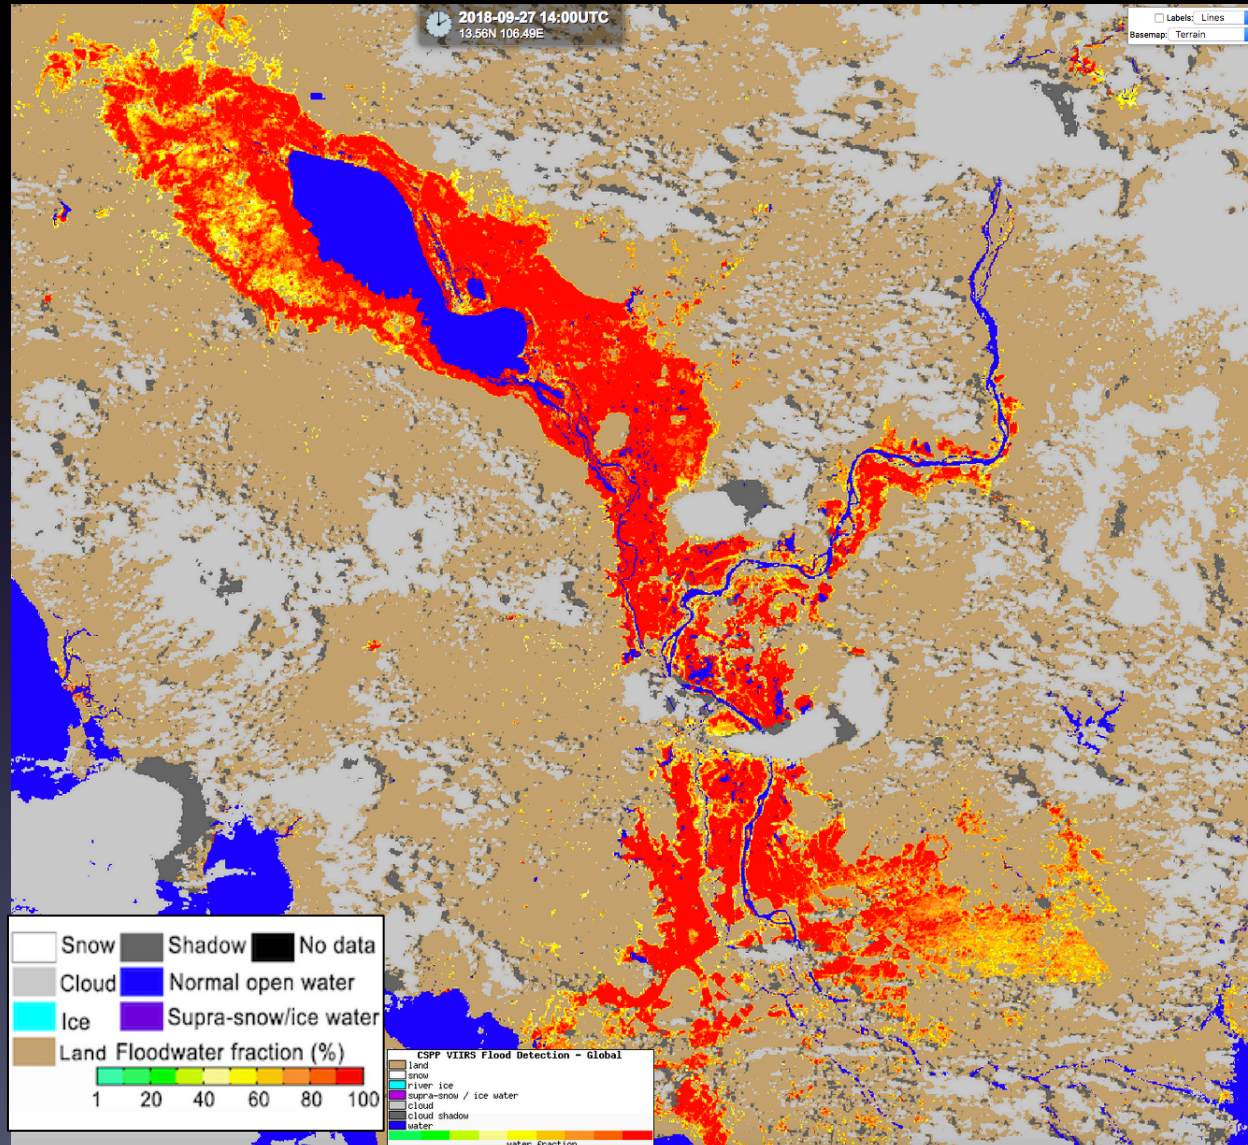 2018-09-27 14:00UTC
13.56N 106.49E
Labels: Lines
Basemap: Terrain
Snow Shadow No data
Cloud Normal open water
Ice Supra-snow/ice water
Land Floodwater fraction (%)
1 20 40 60 80 100
CSPP VIIRS Flood Detection - Global
land
snow
river ice
supra-snow / ice water
cloud
cloud shadow
water
water fraction